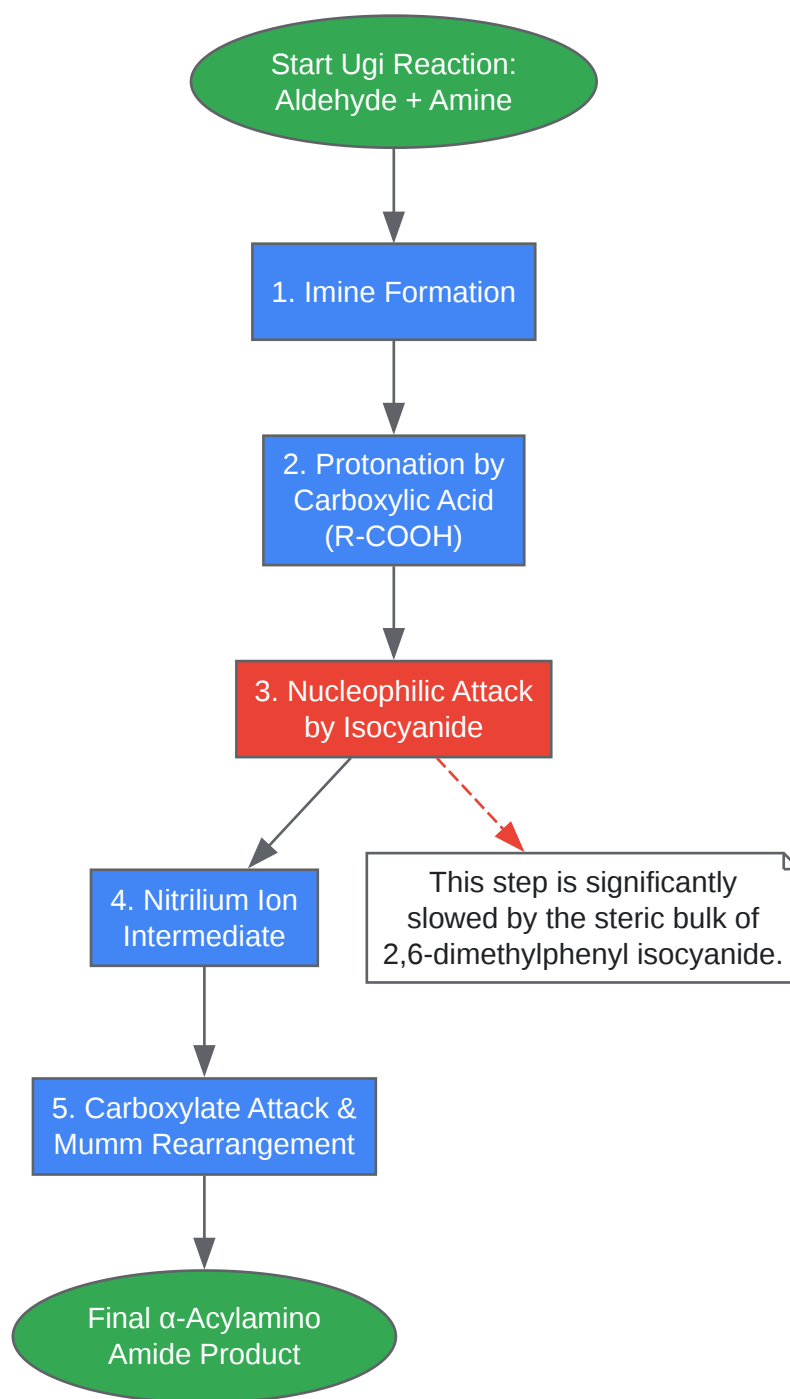 Start Ugi Reaction:
Aldehyde + Amine
1. Imine Formation
2. Protonation by
Carboxylic Acid
(R-COOH)
3. Nucleophilic Attack
by Isocyanide
4. Nitrilium Ion
Intermediate
This step is significantly
slowed by the steric bulk of
2,6-dimethylphenyl isocyanide.
5. Carboxylate Attack &
Mumm Rearrangement
Final α-Acylamino
Amide Product